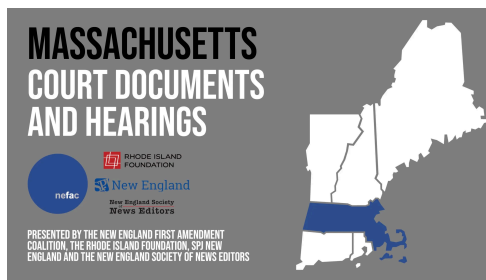 MASSACHUSETTS
COURT DOCUMENTS
AND HEARINGS
nefac
RHODE ISLAND
FOUNDATION
SPJ New England
New England Society
of
News Editors
PRESENTED BY THE NEW ENGLAND FIRST AMENDMENT
COALITION, THE RHODE ISLAND FOUNDATION, SPJ NEW
ENGLAND AND THE NEW ENGLAND SOCIETY OF NEWS EDITORS